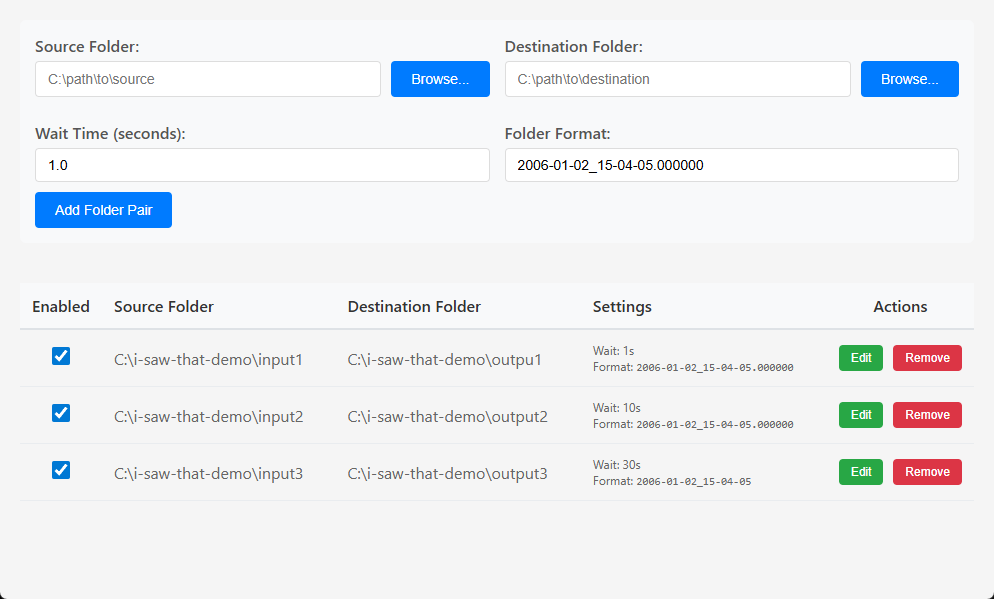 Source Folder: Destination Folder:
C:\path\to\source Browse... C:\path\to\destination Browse...
Wait Time (seconds): Folder Format:
1.0 2006-01-02_15-04-05.000000
Add Folder Pair
Enabled Source Folder Destination Folder Settings Actions
C:\i-saw-that-demo\input1 C:\i-saw-that-demo\outpu1 Wait: 1s Edit Remove
Format: 2006-01-02_15-04-05.000000
C:\i-saw-that-demo\input2 C:\i-saw-that-demo\output2 Wait: 10s Edit Remove
Format: 2006-01-02_15-04-05.000000
C:\i-saw-that-demo\input3 C:\i-saw-that-demo\output3 Wait: 30s Edit Remove
Format: 2006-01-02_15-04-05